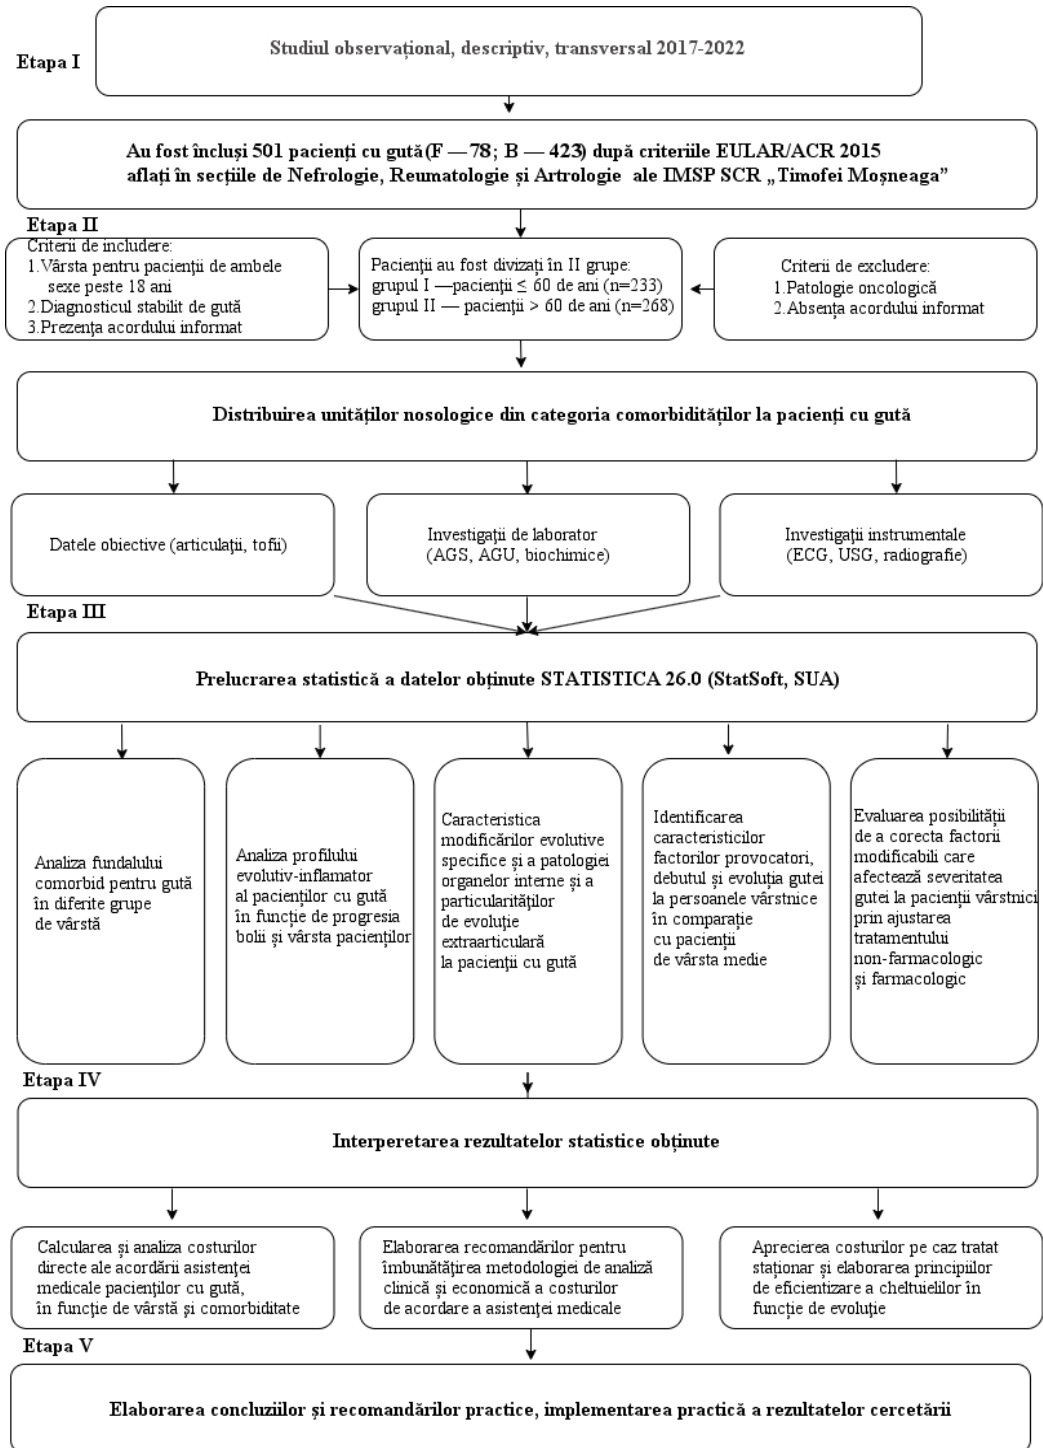 Studiul observațional, descriptiv, transversal 2017-2022
Etapa I
Au fost încluși 501 pacienți cu gută(F — 78; B — 423) după criteriile EULAR/ACR 2015
aflați în secțiile de Nefrologie, Reumatologie și Artrologie ale IMSP SCR „Timofei Moșneaga”
Etapa II
Criterii de includere:
1.Vârsta pentru pacienții de ambele
sexe peste 18 ani
2.Diagnosticul stabilit de gută
3.Prezența acordului informat
Pacienții au fost divizați în II grupe:
grupul I —pacienții ≤ 60 de ani (n=233)
grupul II — pacienții > 60 de ani (n=268)
Criterii de excludere:
1.Patologie oncologică
2.Absența acordului informat
Distribuirea unităților nosologice din categoria comorbidităților la pacienți cu gută
Datele obiective (articulații, tofii)
Investigații de laborator
(AGS, AGU, biochimice)
Investigații instrumentale
(ECG, USG, radiografie)
Etapa III
Prelucrarea statistică a datelor obținute STATISTICA 26.0 (StatSoft, SUA)
Analiza fundalului
comorbid pentru gută
în diferite grupe
de vârstă
Analiza profilului
evolutiv-inflamator
al pacienților cu gută
în funcție de progresia
bolii și vârsta pacienților
Caracteristica
modificărilor evolutive
specifice și a patologiei
organelor interne și a
particularităților
de evoluție
extraarticulară
la pacienții cu gută
Identificarea
caracteristicilor
factorilor provocatori,
debutul și evoluția gutei
la persoanele vârstnice
în comparație
cu pacienții
de vârsta medie
Evaluarea posibilității
de a corecta factorii
modificabili care
afectează severitatea
gutei la pacienții vârstnici
prin ajustarea
tratamentului
non-farmacologic
și farmacologic
Etapa IV
Interperetarea rezultatelor statistice obținute
Calcularea și analiza costurilor
directe ale acordării asistenței
medicale pacienților cu gută,
în funcție de vârstă și comorbiditate
Elaborarea recomandărilor pentru
îmbunătățirea metodologiei de analiză
clinică și economică a costurilor
de acordare a asistenței medicale
Aprecierea costurilor pe caz tratat
staționar și elaborarea principiilor
de eficientizare a cheltuielilor în
funcție de evoluție
Etapa V
Elaborarea concluziilor și recomandărilor practice, implementarea practică a rezultatelor cercetării